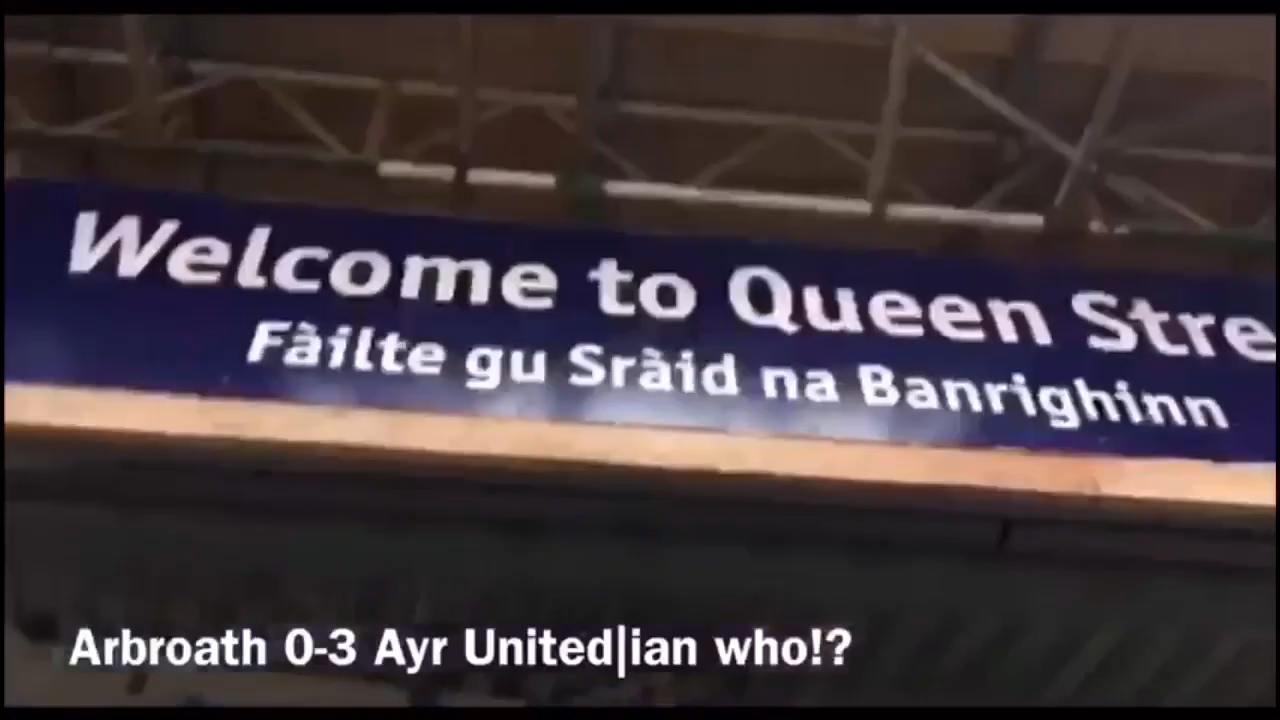 Welcome to Queen Stre
Fàilte gu Sràid na Banrighinn
Arbroath 0-3 Ayr United|ian who!?